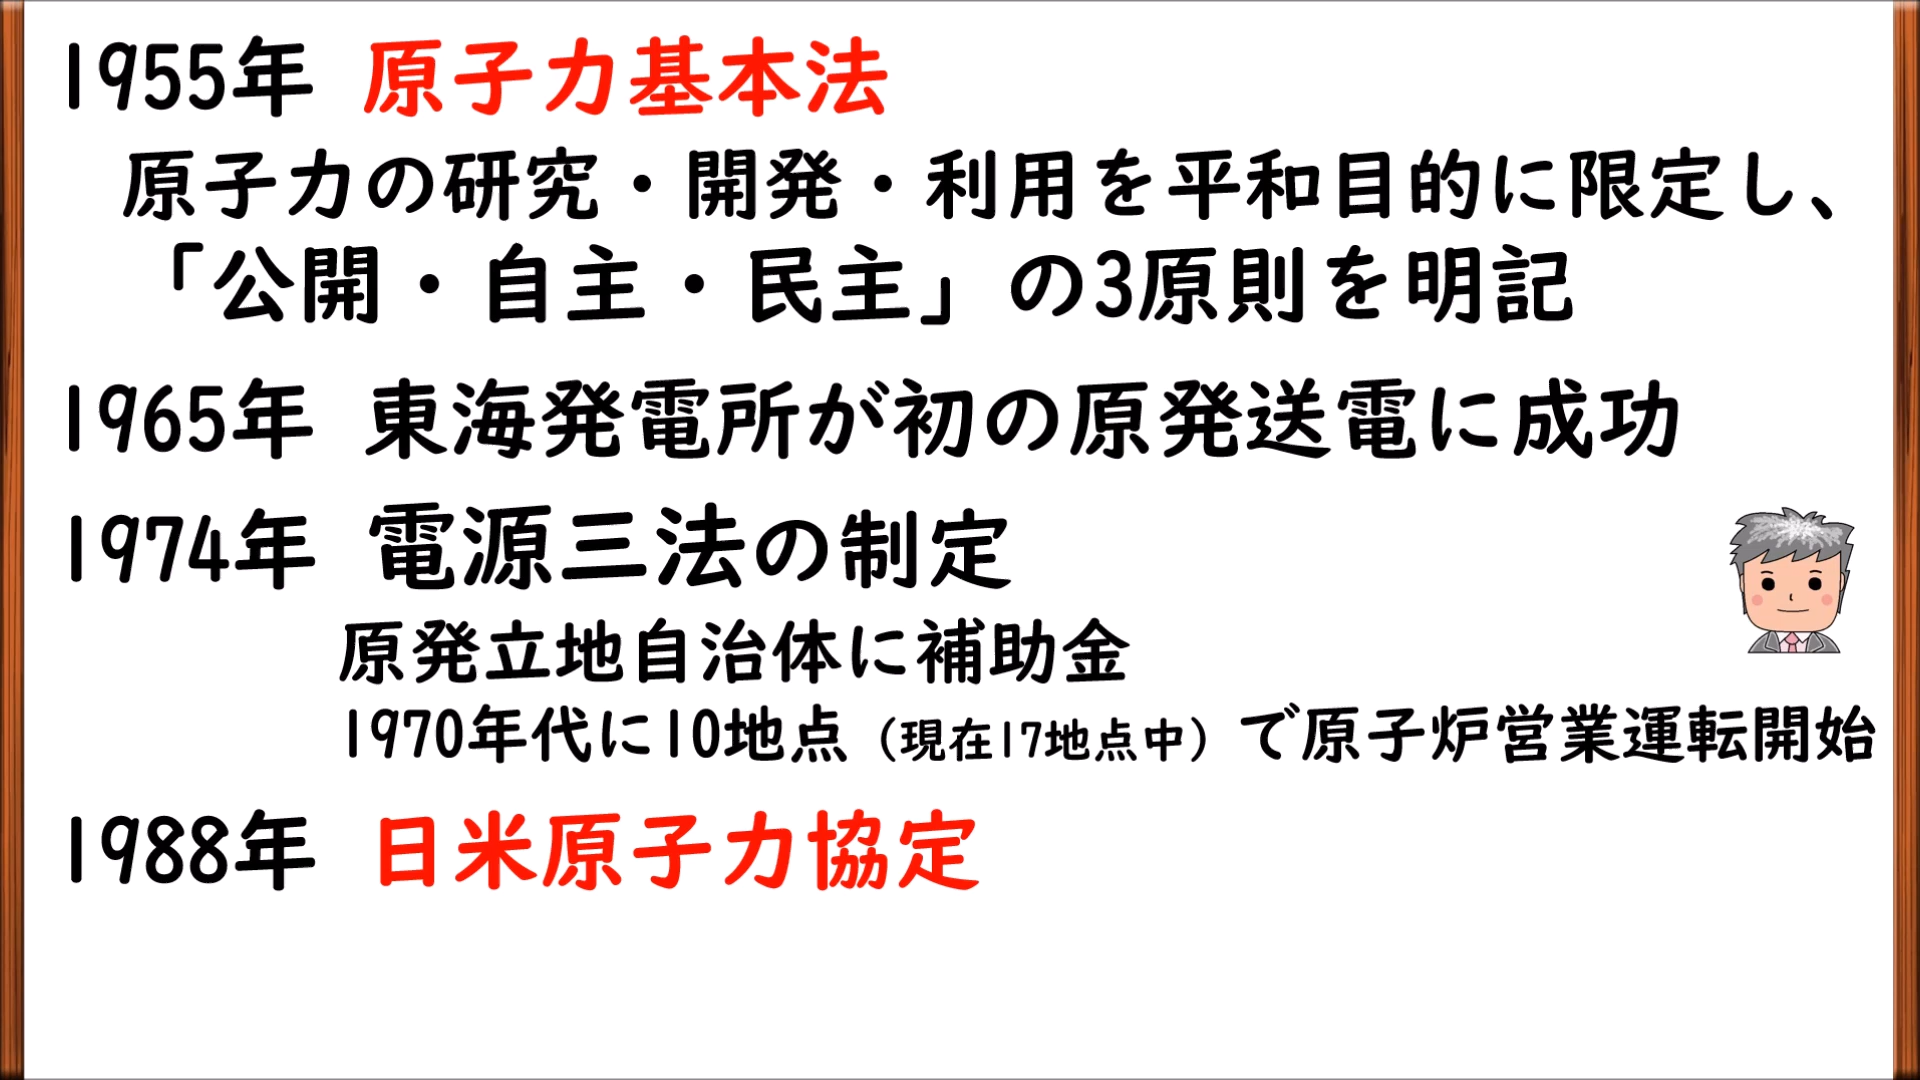 1955年 原子力基本法
原子力の研究・開発・利用を平和目的に限定し、
「公開・自主・民主」の3原則を明記
1965年 東海発電所が初の原発送電に成功
1974年 電源三法の制定
原発立地自治体に補助金
1970年代に10地点（現在17地点中）で原子炉営業運転開始
1988年 日米原子力協定